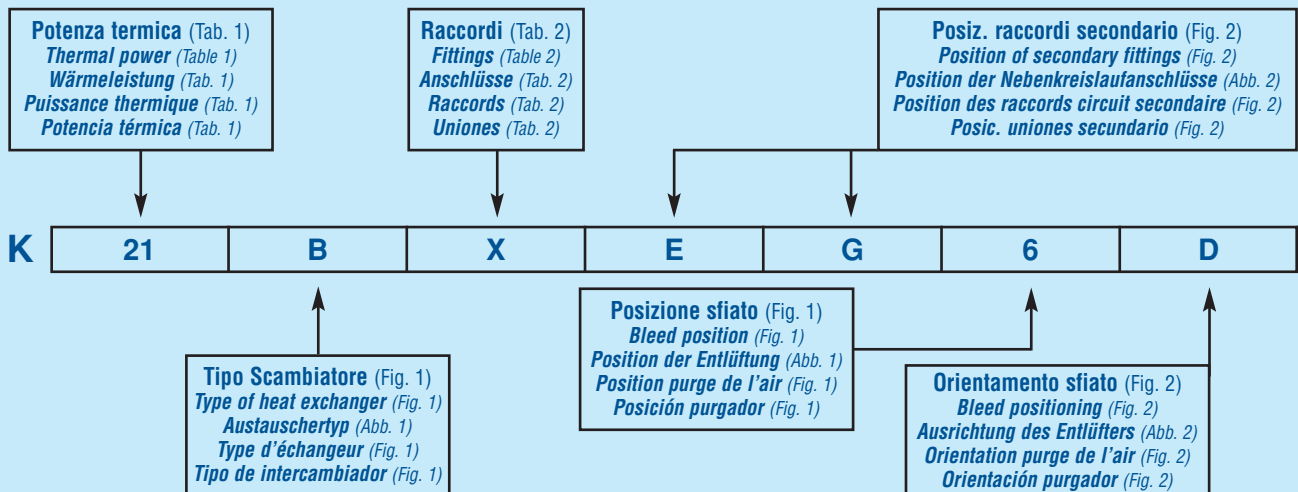 Potenza termica (Tab. 1)
Thermal power (Table 1)
Wärmeleistung (Tab. 1)
Puissance thermique (Tab. 1)
Potencia térmica (Tab. 1)
Raccordi (Tab. 2)
Fittings (Table 2)
Anschlüsse (Tab. 2)
Raccords (Tab. 2)
Uniones (Tab. 2)
Posiz. raccordi secondario (Fig. 2)
Position of secondary fittings (Fig. 2)
Position der Nebenkreislaufanschlüsse (Abb. 2)
Position des raccords circuit secondaire (Fig. 2)
Posic. uniones secundario (Fig. 2)
K 21 B X E G 6 D
Tipo Scambiatore (Fig. 1)
Type of heat exchanger (Fig. 1)
Austauschertyp (Abb. 1)
Type d’échangeur (Fig. 1)
Tipo de intercambiador (Fig. 1)
Posizione sfiato (Fig. 1)
Bleed position (Fig. 1)
Position der Entlüftung (Abb. 1)
Position purge de l’air (Fig. 1)
Posición purgador (Fig. 1)
Orientamento sfiato (Fig. 2)
Bleed positioning (Fig. 2)
Ausrichtung des Entlüfters (Abb. 2)
Orientation purge de l’air (Fig. 2)
Orientación purgador (Fig. 2)